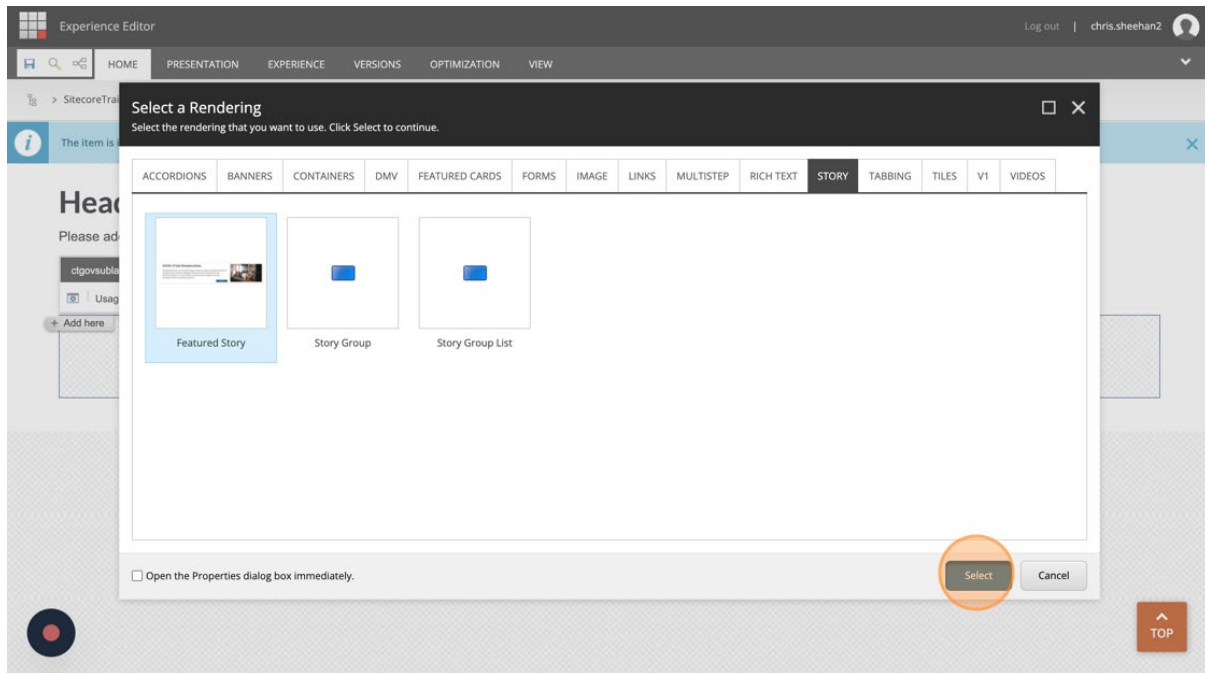 Experience Editor
Log out | chris.sheehan2
HOME PRESENTATION EXPERIENCE VERSIONS OPTIMIZATION VIEW
> SitecoreTrai
Select a Rendering
Select the rendering that you want to use. Click Select to continue.
The item is
ACCORDIONS BANNERS CONTAINERS DMV FEATURED CARDS FORMS IMAGE LINKS MULTISTEP RICH TEXT STORY TABBING TILES V1 VIDEOS
Head
Please ad
ctgovsubla
Usag
+ Add here
Featured Story Story Group Story Group List
Open the Properties dialog box immediately.
Select Cancel
TOP